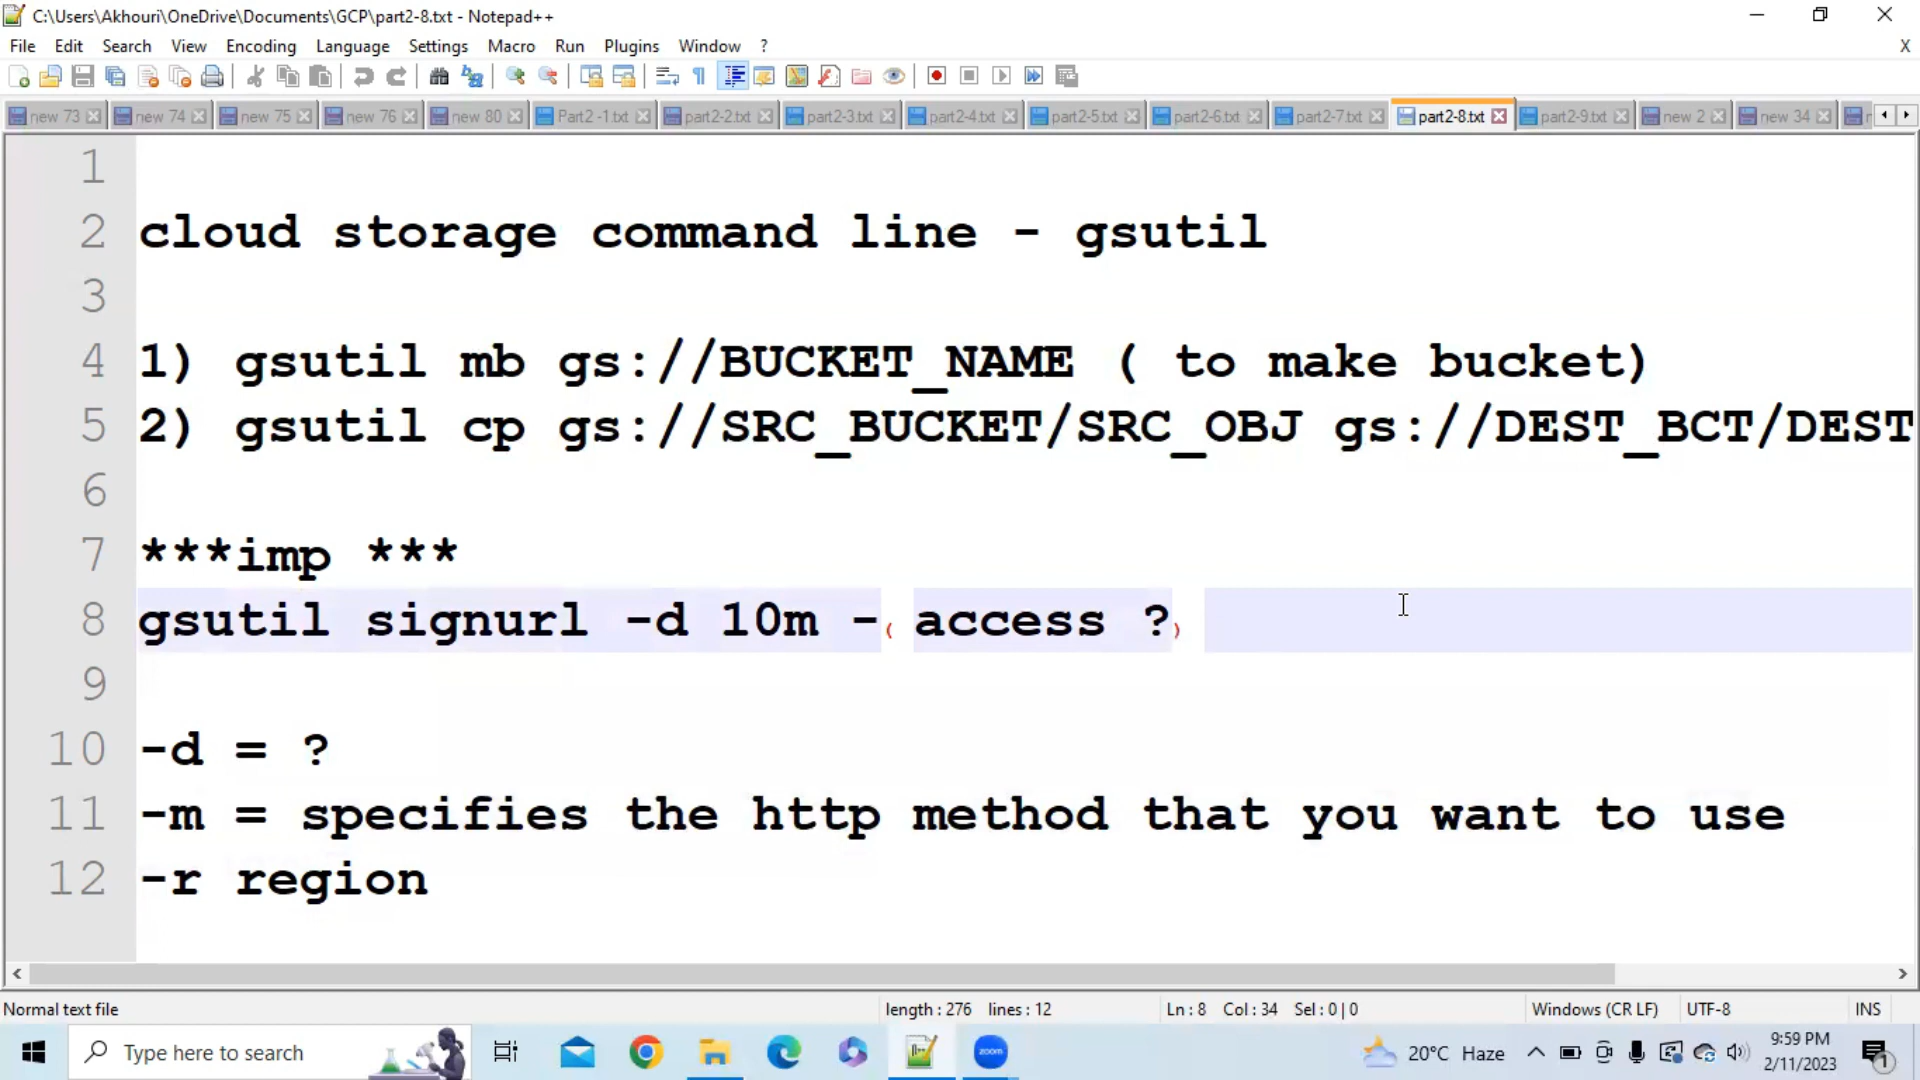 C:\Users\Akhouri\OneDrive\Documents\GCP\part2-8.txt - Notepad++
File Edit Search View Encoding Language Settings Macro Run Plugins Window ? X
new 73 new 74 new 75 new 76 new 80 Part2 -1.txt part2-2.txt part2-3.txt part2-4.txt part2-5.txt part2-6.txt part2-7.txt part2-8.txt part2-9.txt new 2 new 34
1
2 cloud storage command line - gsutil
3
4 1) gsutil mb gs://BUCKET_NAME ( to make bucket)
5 2) gsutil cp gs://SRC_BUCKET/SRC_OBJ gs://DEST_BCT/DEST
6
7 ***imp ***
8 gsutil signurl -d 10m -( access ?)
9
10 -d = ?
11 -m = specifies the http method that you want to use
12 -r region
Normal text file length : 276 lines : 12 Ln : 8 Col : 34 Sel : 0 | 0 Windows (CR LF) UTF-8 INS
Type here to search zoom 20°C Haze 9:59 PM
2/11/2023 1